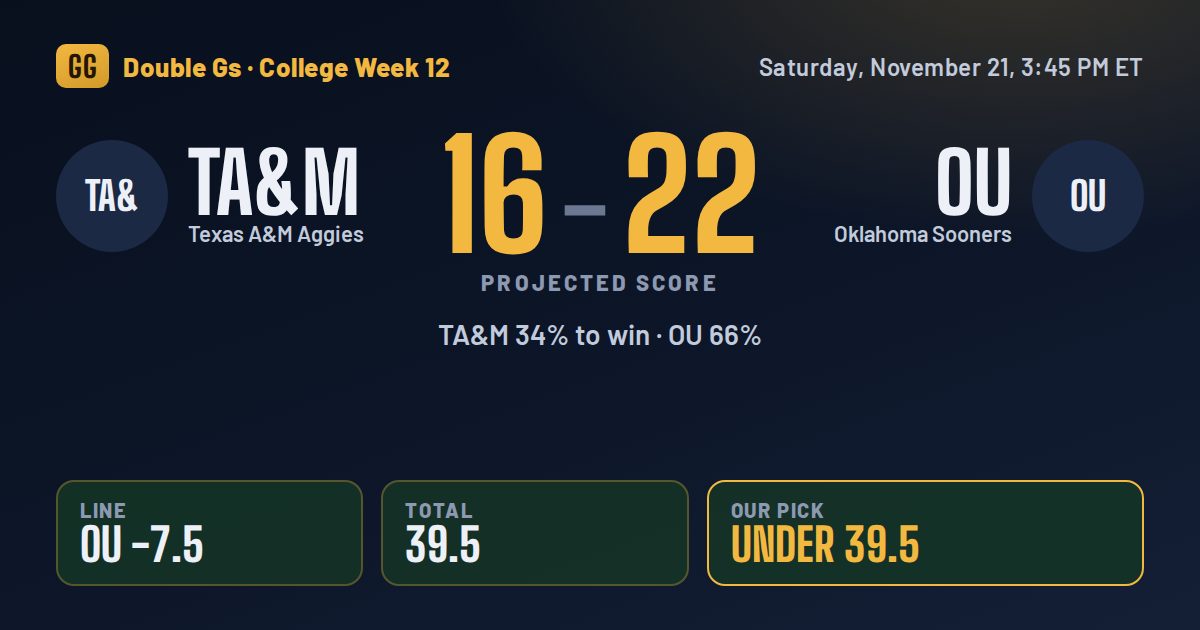 GG Double Gs · College Week 12
Saturday, November 21, 3:45 PM ET
TA&
TA&M
Texas A&M Aggies
16 – 22
PROJECTED SCORE
TA&M 34% to win · OU 66%
OU
Oklahoma Sooners
OU
LINE
OU -7.5
TOTAL
39.5
OUR PICK
UNDER 39.5